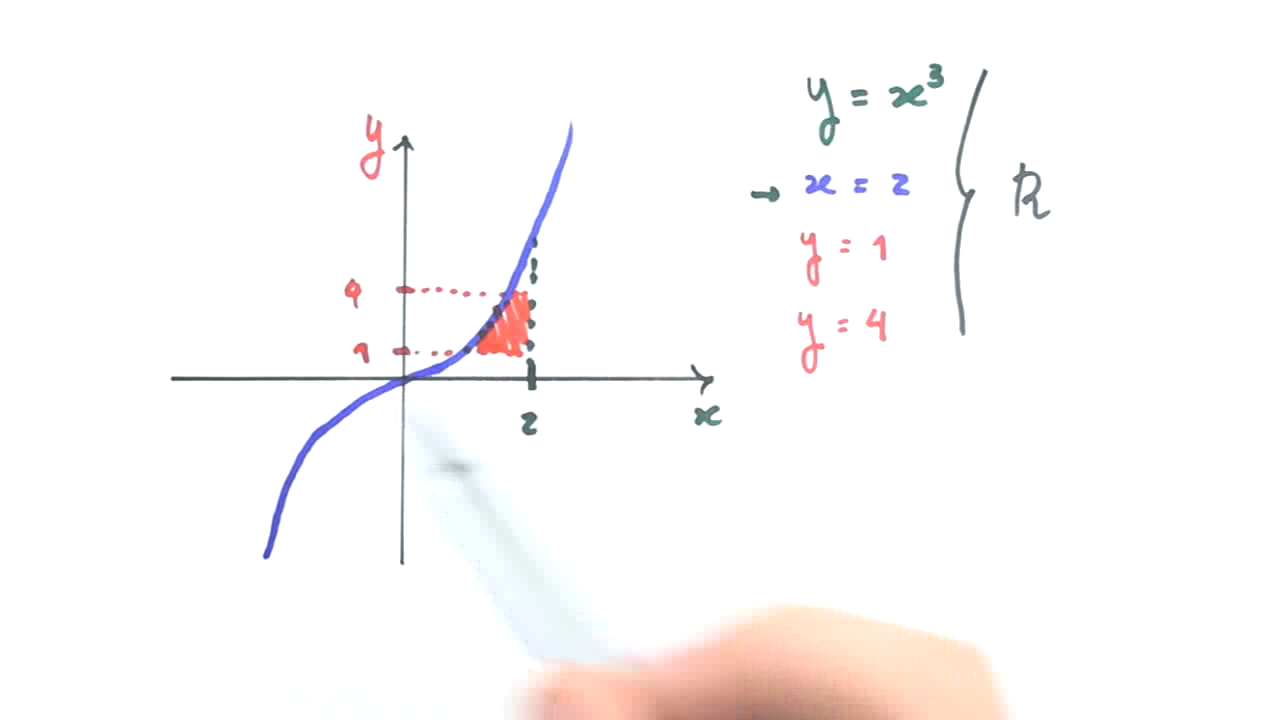 y
4
1
2
x
y = x³
→ x = 2
y = 1
y = 4
R